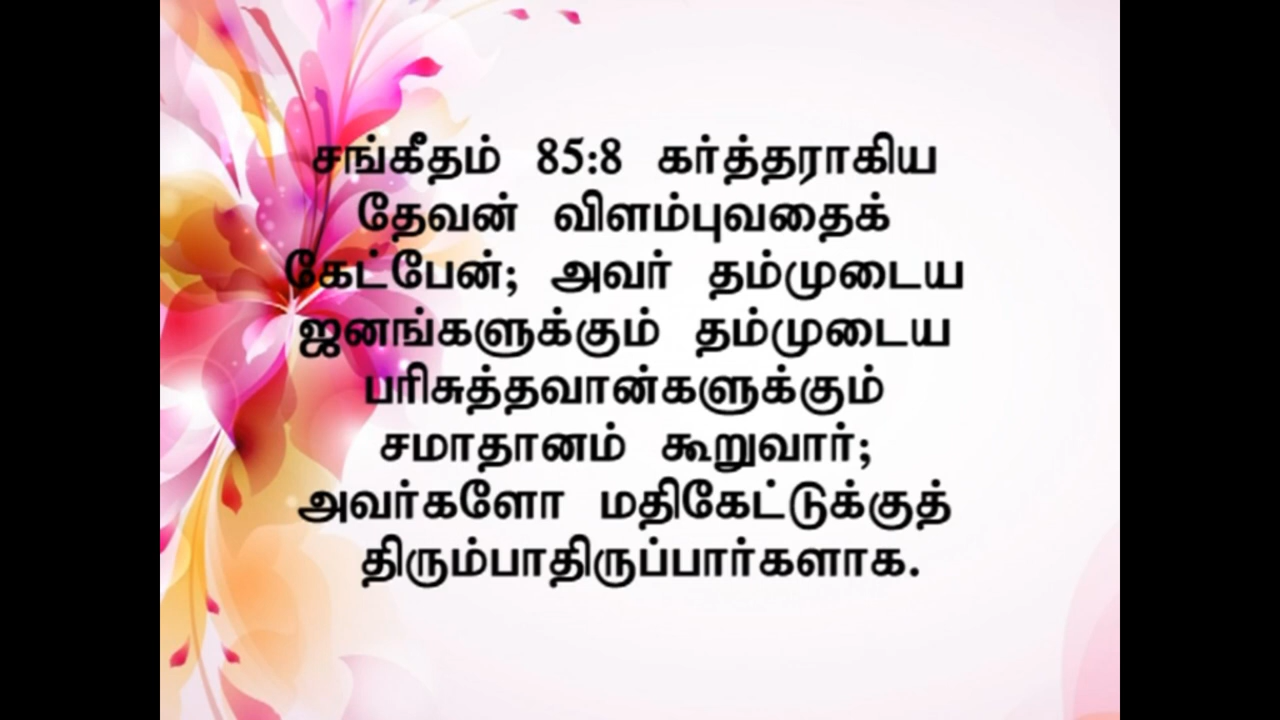 சங்கீதம் 85:8 கர்த்தராகிய
தேவன் விளம்புவதைக்
கேட்பேன்; அவர் தம்முடைய
ஜனங்களுக்கும் தம்முடைய
பரிசுத்தவான்களுக்கும்
சமாதானம் கூறுவார்;
அவர்களோ மதிகேட்டுக்குத்
திரும்பாதிருப்பார்களாக.